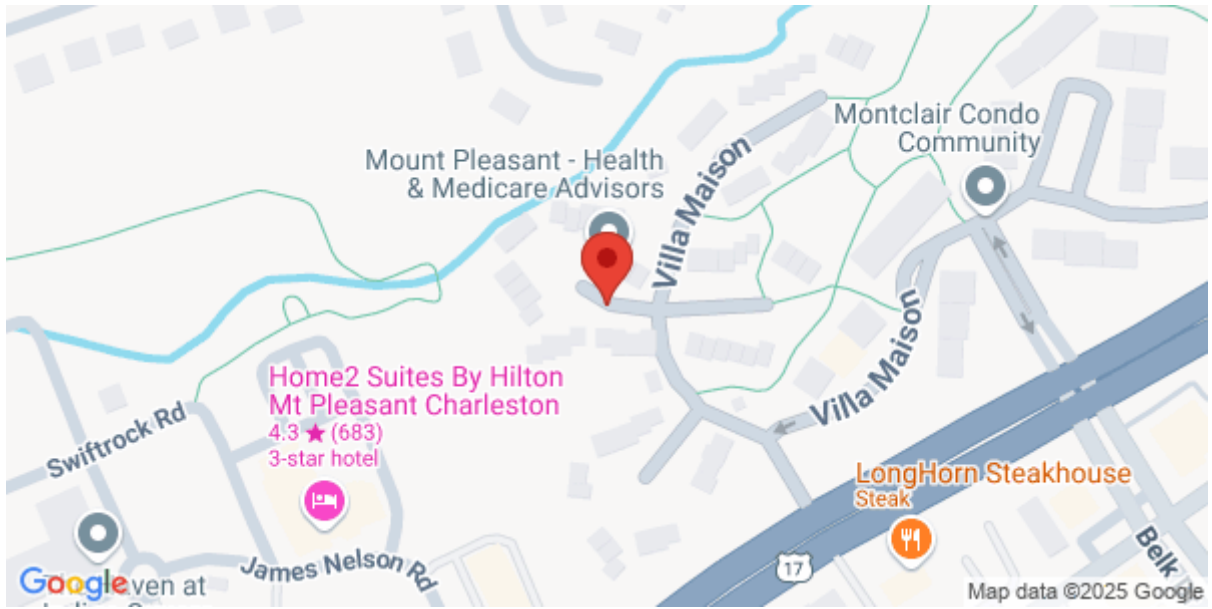 Montclair Condo
Community
Mount Pleasant - Health
& Medicare Advisors
Villa Maison
Villa Maison
Home2 Suites By Hilton
Mt Pleasant Charleston
4.3 ★ (683)
3-star hotel
Swiftrock Rd
LongHorn Steakhouse
Steak
Belk
James Nelson Rd
17
Google
at
Map data ©2025 Google